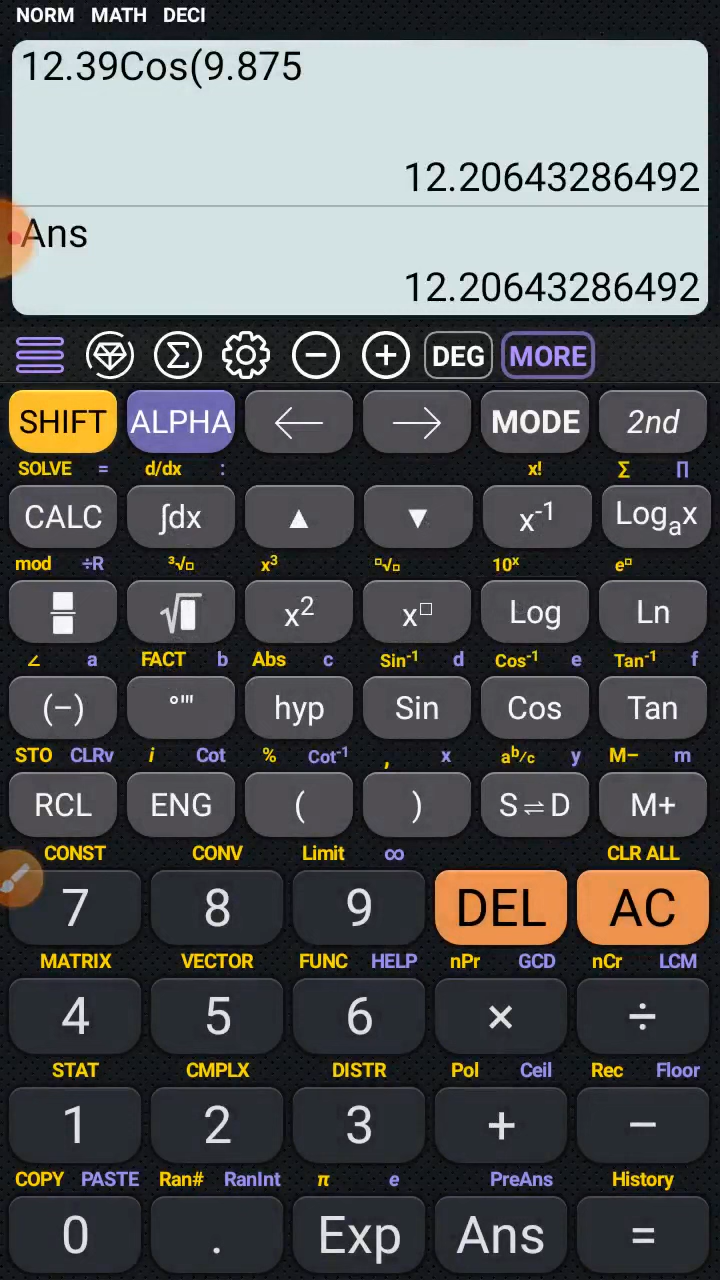 NORM MATH DECI
12.39Cos(9.875
12.20643286492
Ans
12.20643286492
DEG MORE
SHIFT ALPHA ← → MODE 2nd
SOLVE = d/dx : x! Σ ∏
CALC ∫dx ▲ ▼ x⁻¹ Logₐx
mod ÷R ³√□ x³ □√□ 10ˣ e□
√ x² x□ Log Ln
∠ a FACT b Abs c Sin⁻¹ d Cos⁻¹ e Tan⁻¹ f
(−) °''' hyp Sin Cos Tan
STO CLRv i Cot % Cot⁻¹ , x aᵇ/c y M− m
RCL ENG ( ) S⇌D M+
CONST CONV Limit ∞ CLR ALL
7 8 9 DEL AC
MATRIX VECTOR FUNC HELP nPr GCD nCr LCM
4 5 6 × ÷
STAT CMPLX DISTR Pol Ceil Rec Floor
1 2 3 + −
COPY PASTE Ran# RanInt π e PreAns History
0 . Exp Ans =